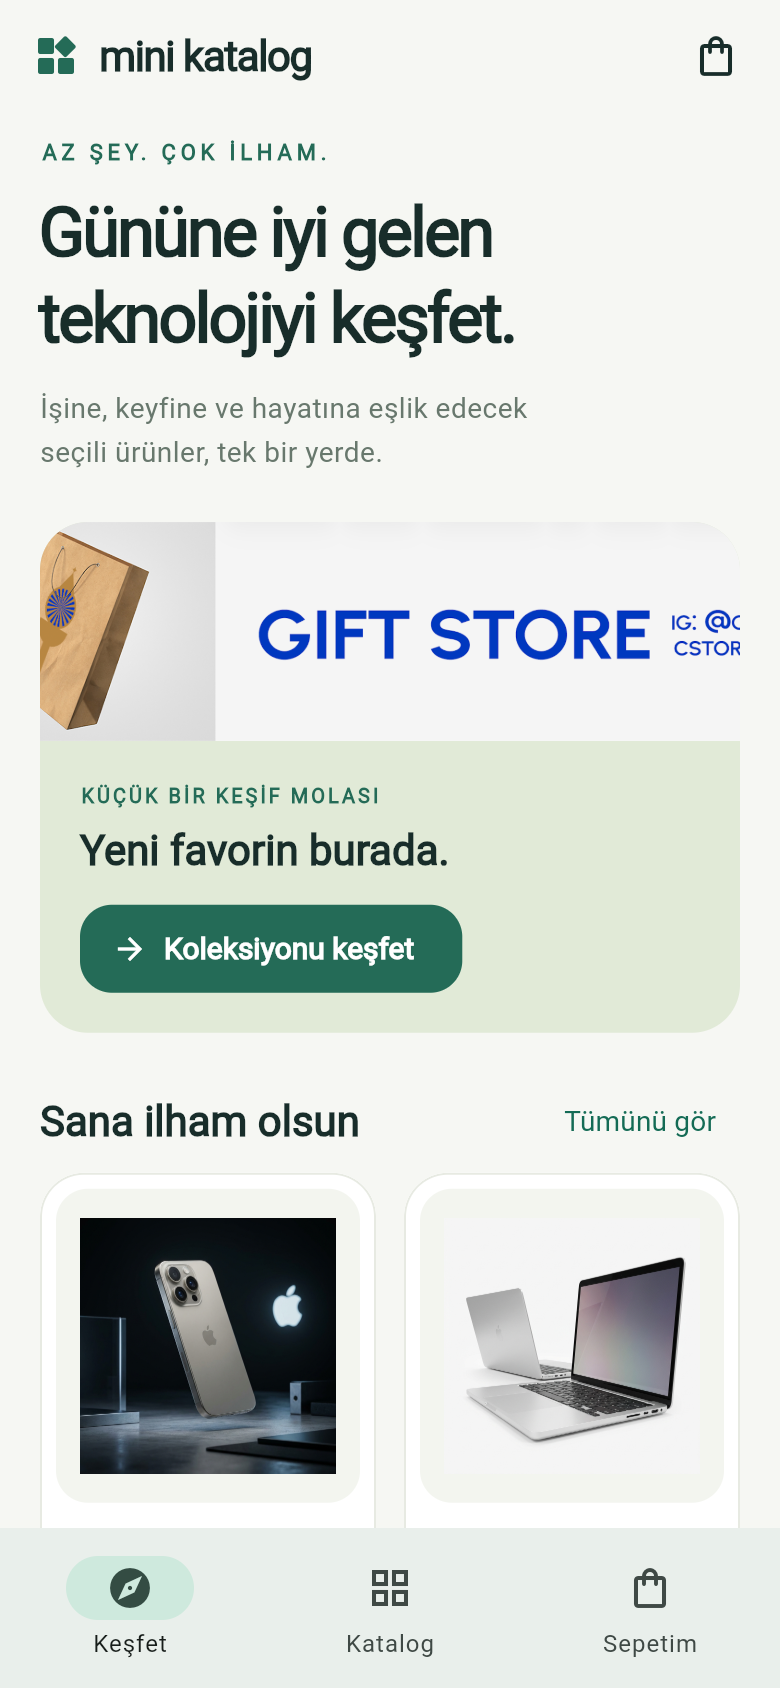 mini katalog
AZ ŞEY. ÇOK İLHAM.
Gününe iyi gelen
teknolojiyi keşfet.
İşine, keyfine ve hayatına eşlik edecek
seçili ürünler, tek bir yerde.
GIFT STORE
IG: @
CSTOR
KÜÇÜK BİR KEŞİF MOLASI
Yeni favorin burada.
Koleksiyonu keşfet
Sana ilham olsun
Tümünü gör
Keşfet
Katalog
Sepetim